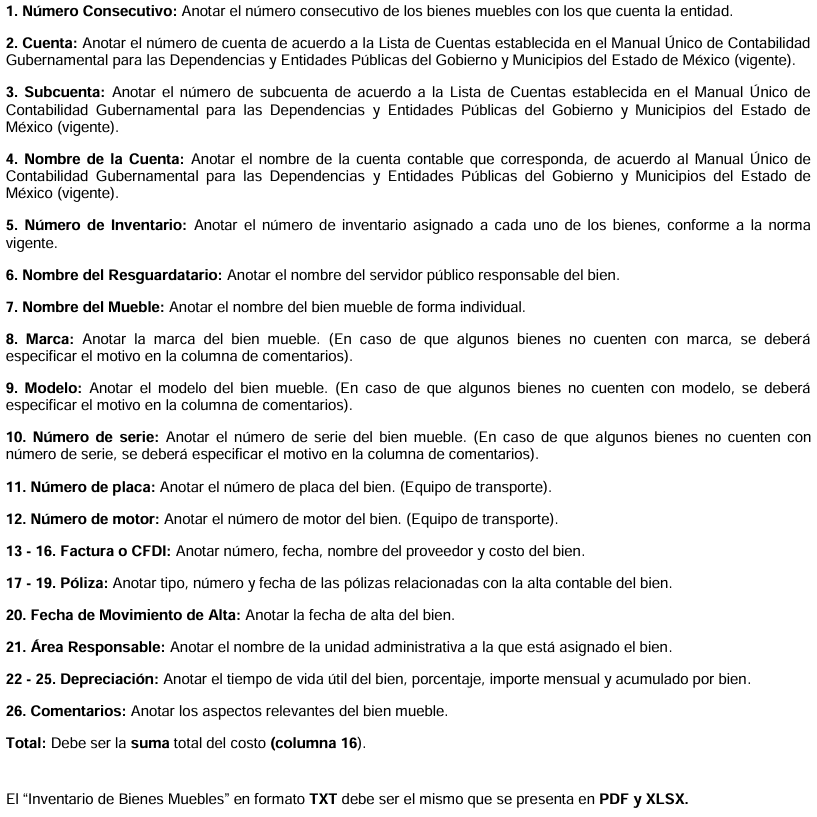 1. Número Consecutivo: Anotar el número consecutivo de los bienes muebles con los que cuenta la entidad.
2. Cuenta: Anotar el número de cuenta de acuerdo a la Lista de Cuentas establecida en el Manual Único de Contabilidad
Gubernamental para las Dependencias y Entidades Públicas del Gobierno y Municipios del Estado de México (vigente).
3. Subcuenta: Anotar el número de subcuenta de acuerdo a la Lista de Cuentas establecida en el Manual Único de
Contabilidad Gubernamental para las Dependencias y Entidades Públicas del Gobierno y Municipios del Estado de
México (vigente).
4. Nombre de la Cuenta: Anotar el nombre de la cuenta contable que corresponda, de acuerdo al Manual Único de
Contabilidad Gubernamental para las Dependencias y Entidades Públicas del Gobierno y Municipios del Estado de
México (vigente).
5. Número de Inventario: Anotar el número de inventario asignado a cada uno de los bienes, conforme a la norma
vigente.
6. Nombre del Resguardatario: Anotar el nombre del servidor público responsable del bien.
7. Nombre del Mueble: Anotar el nombre del bien mueble de forma individual.
8. Marca: Anotar la marca del bien mueble. (En caso de que algunos bienes no cuenten con marca, se deberá
especificar el motivo en la columna de comentarios).
9. Modelo: Anotar el modelo del bien mueble. (En caso de que algunos bienes no cuenten con modelo, se deberá
especificar el motivo en la columna de comentarios).
10. Número de serie: Anotar el número de serie del bien mueble. (En caso de que algunos bienes no cuenten con
número de serie, se deberá especificar el motivo en la columna de comentarios).
11. Número de placa: Anotar el número de placa del bien. (Equipo de transporte).
12. Número de motor: Anotar el número de motor del bien. (Equipo de transporte).
13 - 16. Factura o CFDI: Anotar número, fecha, nombre del proveedor y costo del bien.
17 - 19. Póliza: Anotar tipo, número y fecha de las pólizas relacionadas con la alta contable del bien.
20. Fecha de Movimiento de Alta: Anotar la fecha de alta del bien.
21. Área Responsable: Anotar el nombre de la unidad administrativa a la que está asignado el bien.
22 - 25. Depreciación: Anotar el tiempo de vida útil del bien, porcentaje, importe mensual y acumulado por bien.
26. Comentarios: Anotar los aspectos relevantes del bien mueble.
Total: Debe ser la suma total del costo (columna 16).
El “Inventario de Bienes Muebles” en formato TXT debe ser el mismo que se presenta en PDF y XLSX.